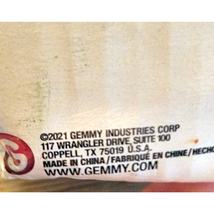 ©2021 GEMMY INDUSTRIES CORP
117 WRANGLER DRIVE, SUITE 100
COPPELL, TX 75019 U.S.A.
MADE IN CHINA / FABRIQUÉ EN CHINE / HECHO
WWW.GEMMY.COM